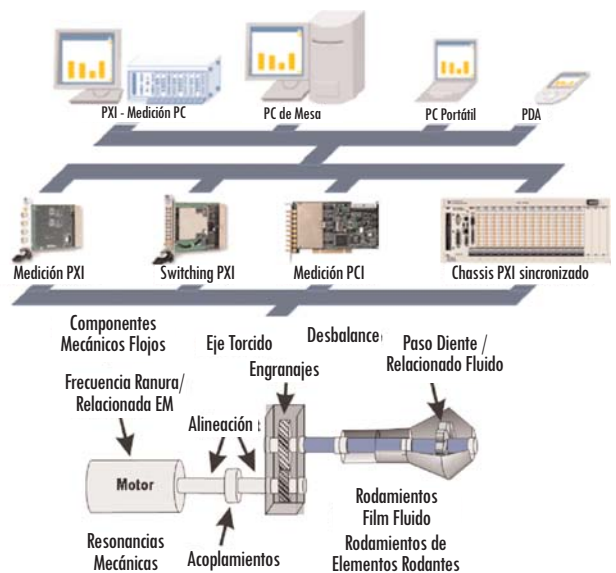 PXI - Medición PC
PC de Mesa
PC Portátil
PDA
Medición PXI
Switching PXI
Medición PCI
Chassis PXI sincronizado
Componentes
Mecánicos Flojos
Eje Torcido
Desbalance
Paso Diente /
Relacionado Fluido
Engranajes
Frecuencia Ranura/
Relacionada EM
Alineación
Motor
Rodamientos
Film Fluido
Resonancias
Mecánicas
Acoplamientos
Rodamientos de
Elementos Rodantes